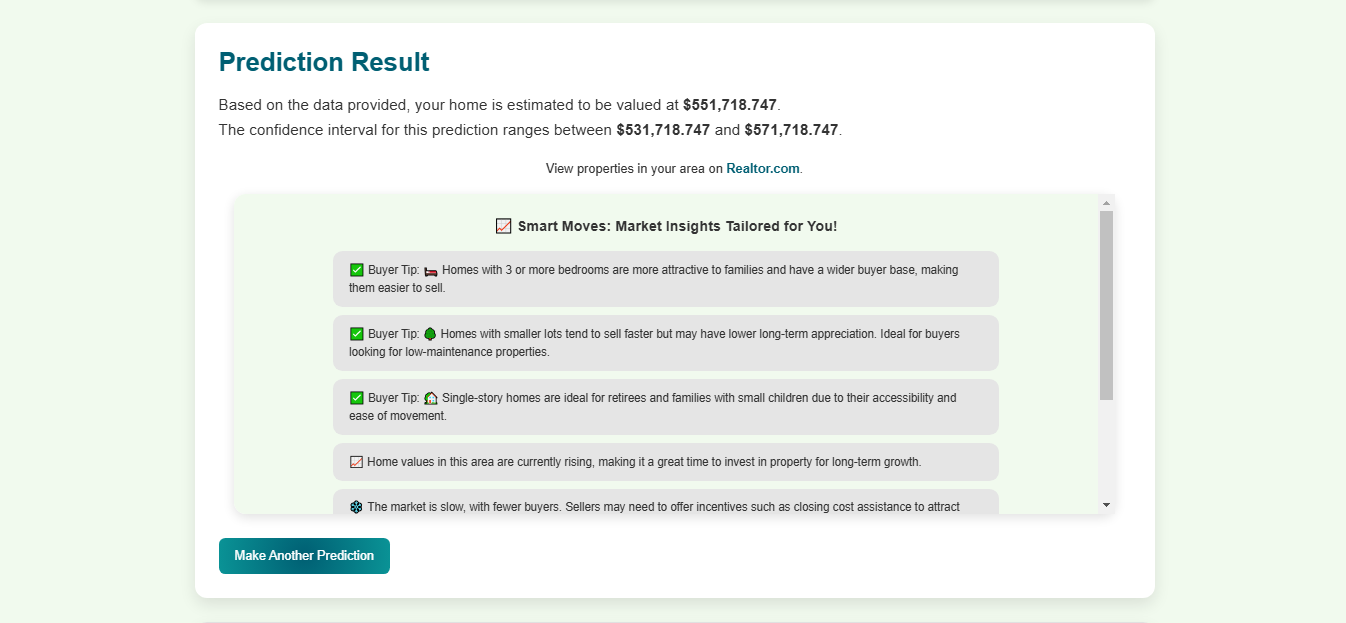 Prediction Result
Based on the data provided, your home is estimated to be valued at $551,718.747.
The confidence interval for this prediction ranges between $531,718.747 and $571,718.747.
View properties in your area on Realtor.com.
📈 Smart Moves: Market Insights Tailored for You!
✅ Buyer Tip: 🛏️ Homes with 3 or more bedrooms are more attractive to families and have a wider buyer base, making
them easier to sell.
✅ Buyer Tip: 🌳 Homes with smaller lots tend to sell faster but may have lower long-term appreciation. Ideal for buyers
looking for low-maintenance properties.
✅ Buyer Tip: 🏡 Single-story homes are ideal for retirees and families with small children due to their accessibility and
ease of movement.
📈 Home values in this area are currently rising, making it a great time to invest in property for long-term growth.
❄️ The market is slow, with fewer buyers. Sellers may need to offer incentives such as closing cost assistance to attract
Make Another Prediction